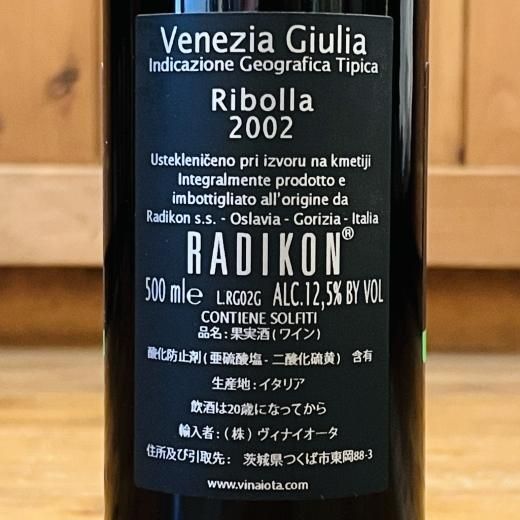 Venezia Giulia
Indicazione Geografica Tipica
Ribolla
2002
Ustekleničeno pri izvoru na kmetiji
Integralmente prodotto e
imbottigliato all'origine da
Radikon s.s. - Oslavia - Gorizia - Italia
RADIKON®
500 ml℮ L.RG02G ALC.12,5% BY VOL
CONTIENE SOLFITI
品名:果実酒(ワイン)
酸化防止剤(亜硫酸塩-二酸化硫黄) 含有
生産地:イタリア
飲酒は20歳になってから
輸入者:(株)ヴィナイオータ
住所及び引取先: 茨城県つくば市東岡88-3
www.vinaiota.com